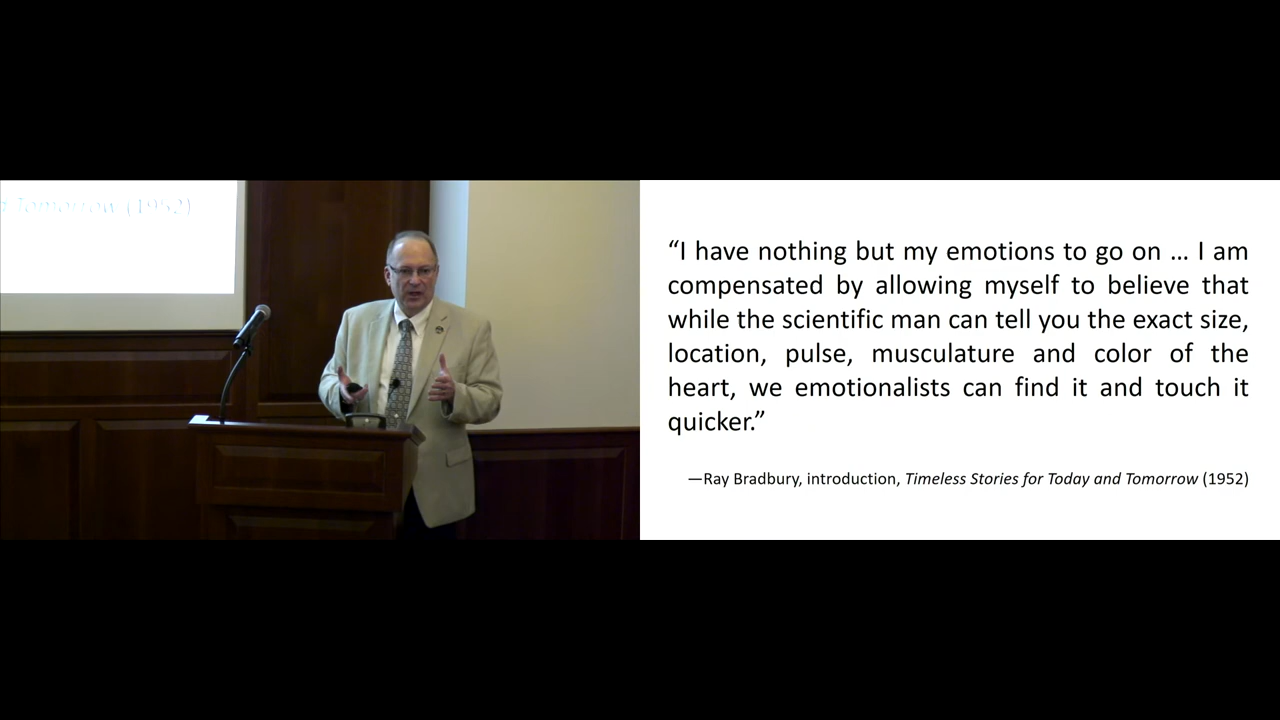 Tomorrow (1952)
“I have nothing but my emotions to go on … I am
compensated by allowing myself to believe that
while the scientific man can tell you the exact size,
location, pulse, musculature and color of the
heart, we emotionalists can find it and touch it
quicker.”
—Ray Bradbury, introduction, Timeless Stories for Today and Tomorrow (1952)